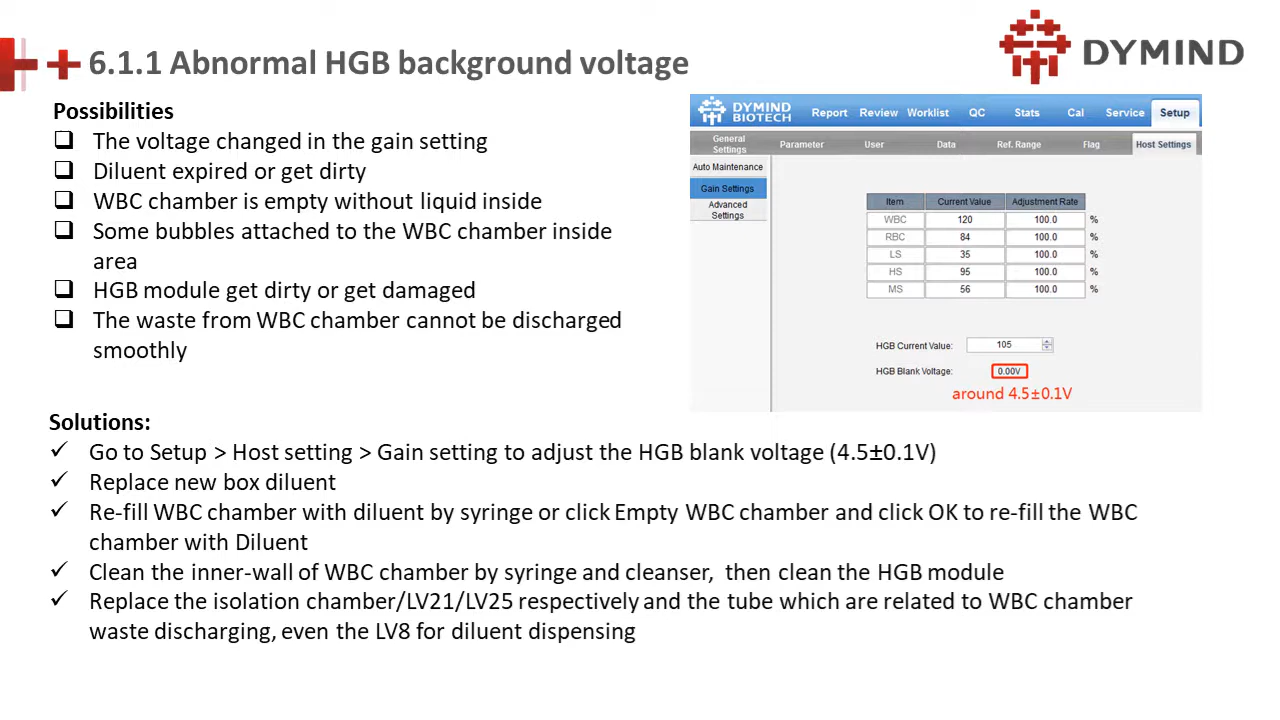 6.1.1 Abnormal HGB background voltage
DYMIND
Possibilities
The voltage changed in the gain setting
Diluent expired or get dirty
WBC chamber is empty without liquid inside
Some bubbles attached to the WBC chamber inside
area
HGB module get dirty or get damaged
The waste from WBC chamber cannot be discharged
smoothly
DYMIND
BIOTECH
Report Review Worklist QC Stats Cal Service Setup
General
Settings
Parameter User Data Ref. Range Flag Host Settings
Auto Maintenance
Gain Settings
Advanced
Settings
Item Current Value Adjustment Rate
WBC 120 100.0 %
RBC 84 100.0 %
LS 35 100.0 %
HS 95 100.0 %
MS 56 100.0 %
HGB Current Value: 105
HGB Blank Voltage: 0.00V
around 4.5±0.1V
Solutions:
Go to Setup > Host setting > Gain setting to adjust the HGB blank voltage (4.5±0.1V)
Replace new box diluent
Re-fill WBC chamber with diluent by syringe or click Empty WBC chamber and click OK to re-fill the WBC
chamber with Diluent
Clean the inner-wall of WBC chamber by syringe and cleanser, then clean the HGB module
Replace the isolation chamber/LV21/LV25 respectively and the tube which are related to WBC chamber
waste discharging, even the LV8 for diluent dispensing